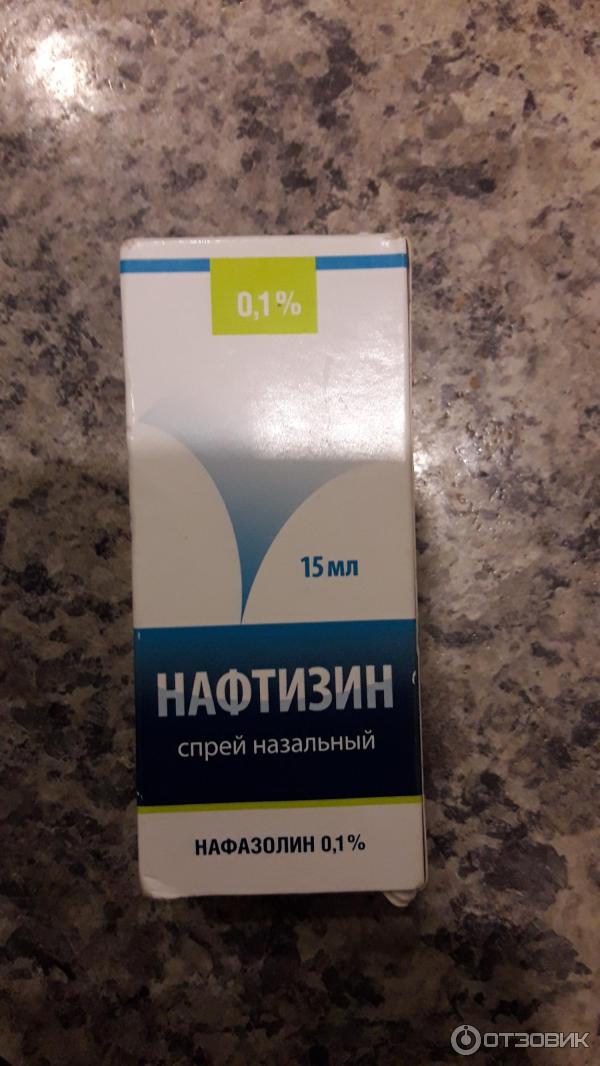 0,1%
15 мл
НАФТИЗИН
спрей назальный
НАФАЗОЛИН 0,1%
ОТЗОВИК